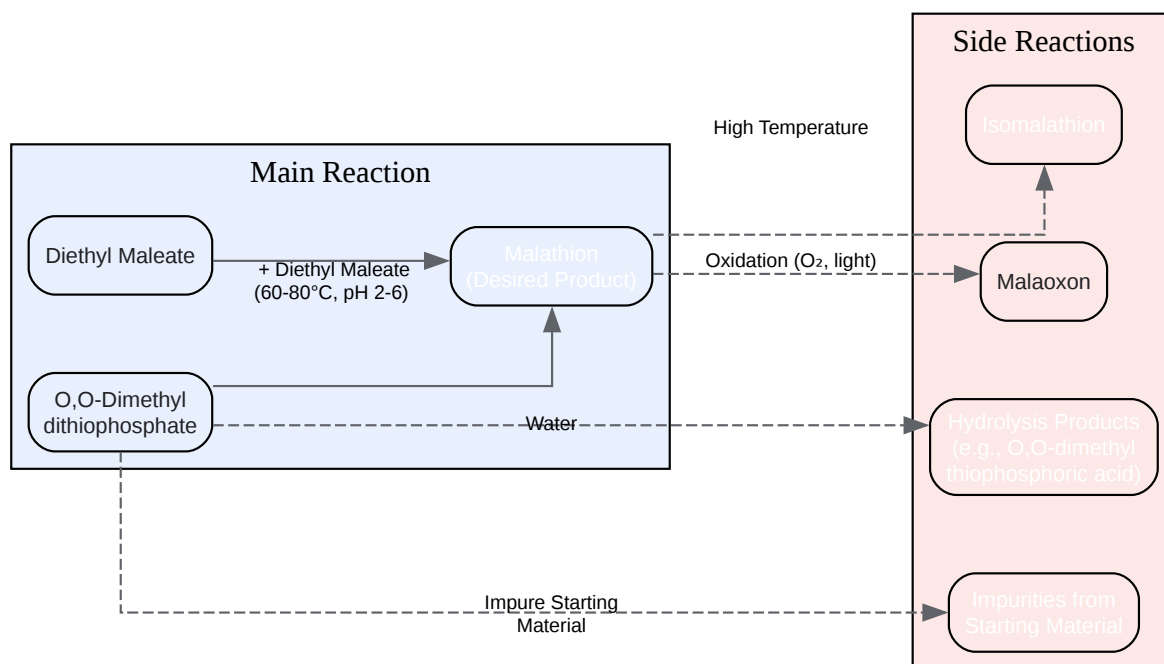 Side Reactions
Isomalathion
High Temperature
Main Reaction
Diethyl Maleate
+ Diethyl Maleate
(60-80°C, pH 2-6)
Malathion
(Desired Product)
Oxidation (O₂, light)
Malaoxon
O,O-Dimethyl
dithiophosphate
Water
Hydrolysis Products
(e.g., O,O-dimethyl
thiophosphoric acid)
Impure Starting
Material
Impurities from
Starting Material